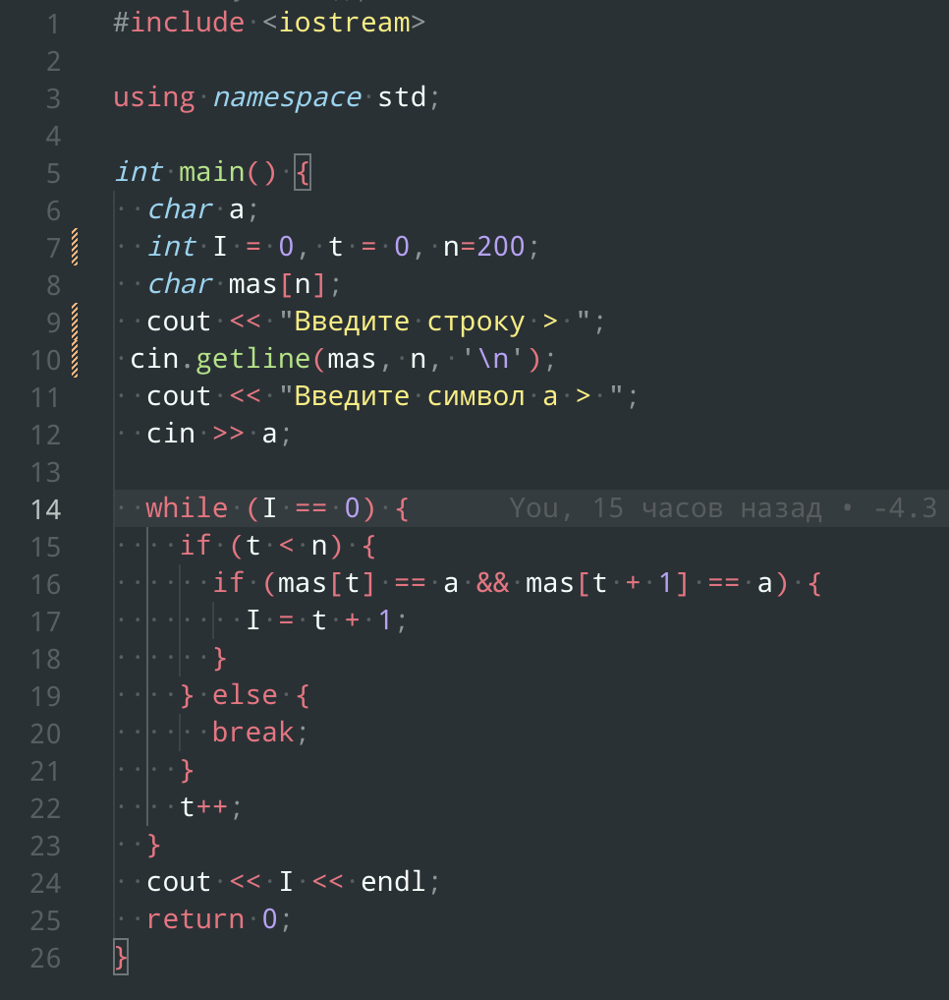 1 #include <iostream>
2
3 using namespace std;
4
5 int main() {
6 char a;
7 int I = 0, t = 0, n=200;
8 char mas[n];
9 cout << "Введите строку > ";
10 cin.getline(mas, n, '\n');
11 cout << "Введите символ a > ";
12 cin >> a;
13
14 while (I == 0) { You, 15 часов назад • -4.3
15 if (t < n) {
16 if (mas[t] == a && mas[t + 1] == a) {
17 I = t + 1;
18 }
19 } else {
20 break;
21 }
22 t++;
23 }
24 cout << I << endl;
25 return 0;
26 }